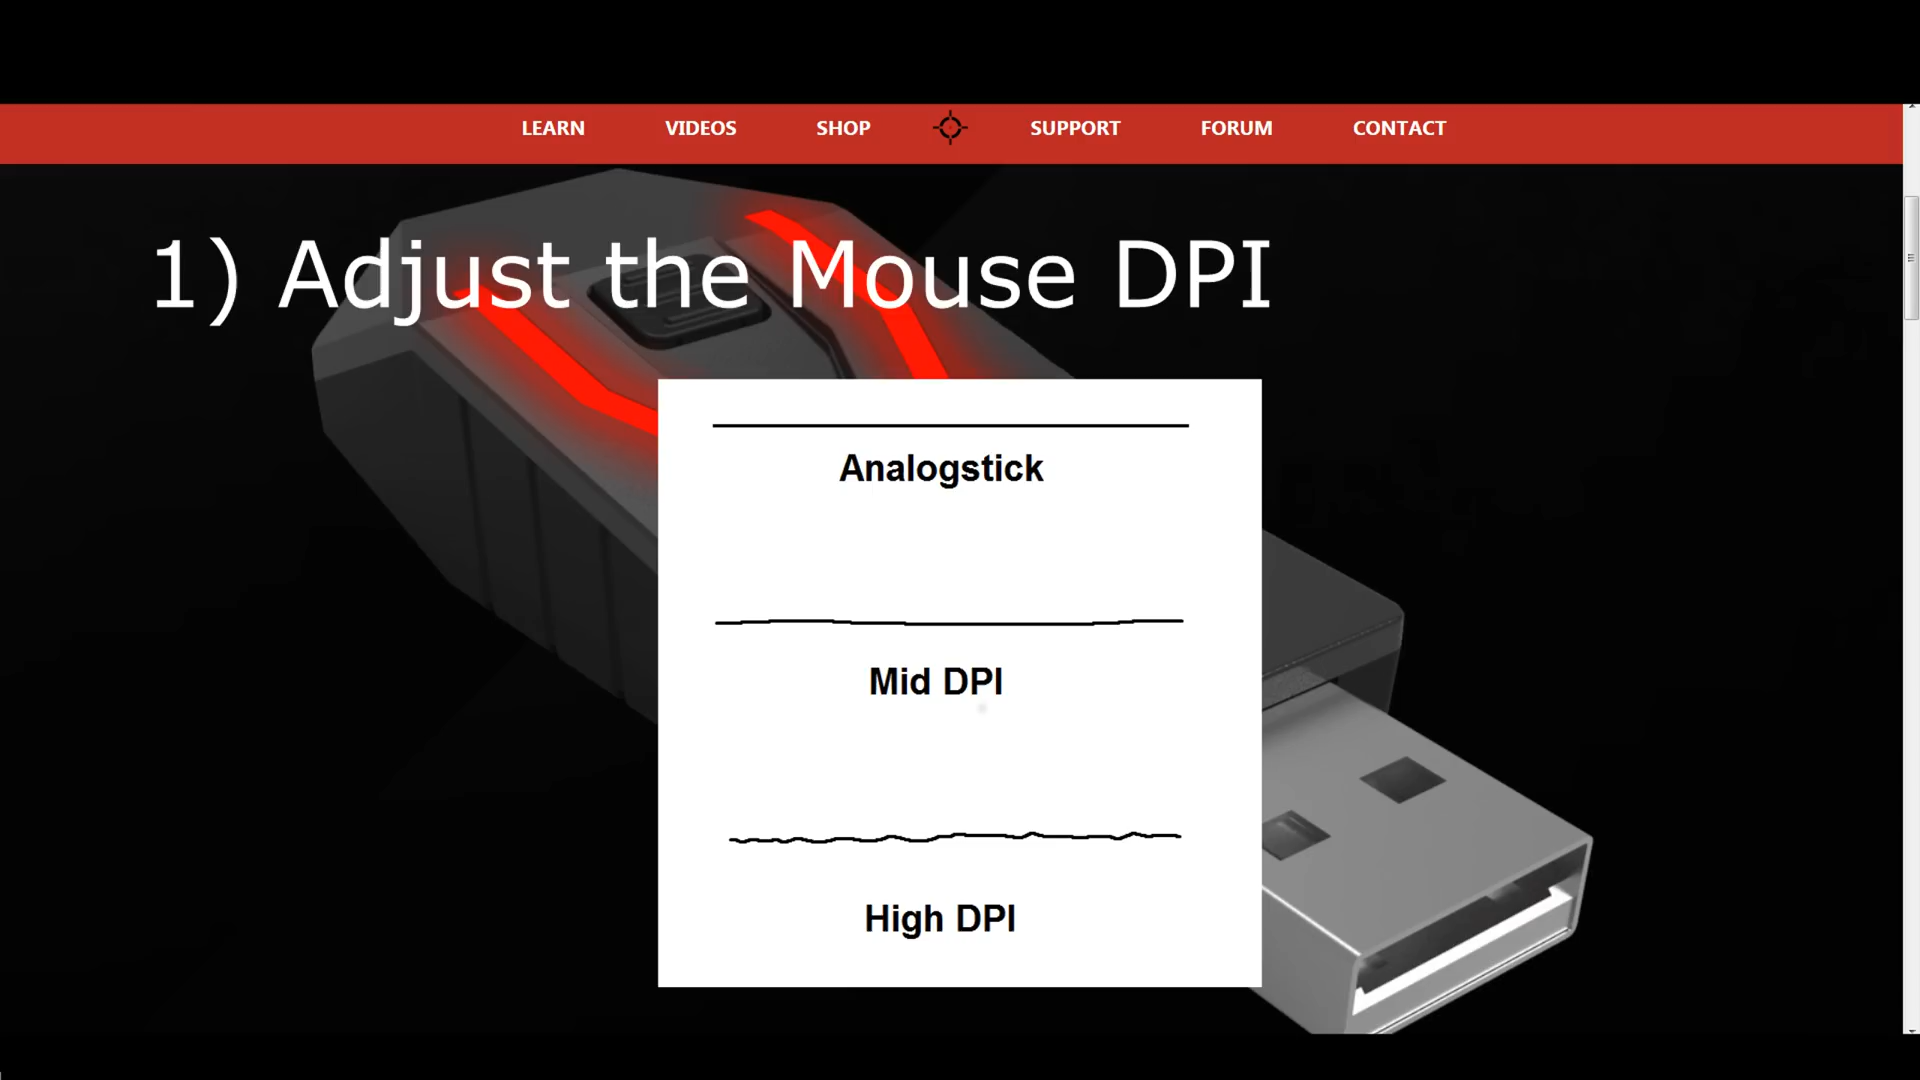 LEARN VIDEOS SHOP SUPPORT FORUM CONTACT
1) Adjust the Mouse DPI
Analogstick
Mid DPI
High DPI